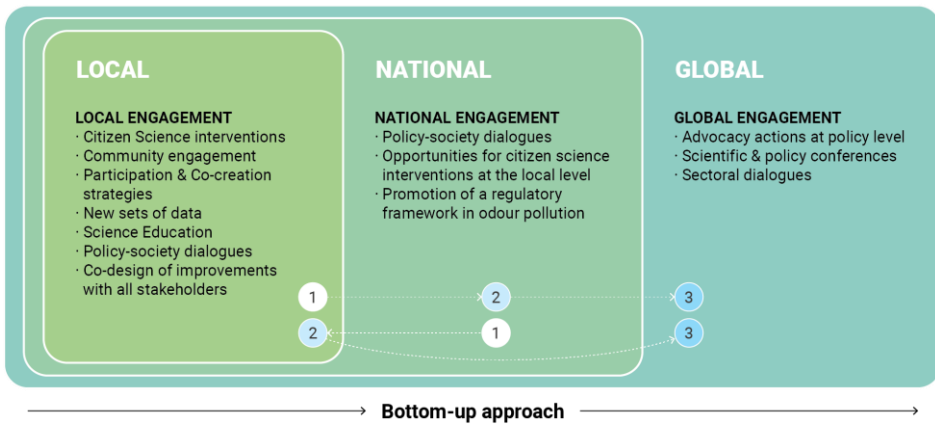 LOCAL
LOCAL ENGAGEMENT
· Citizen Science interventions
· Community engagement
· Participation & Co-creation
strategies
· New sets of data
· Science Education
· Policy-society dialogues
· Co-design of improvements
with all stakeholders
NATIONAL
NATIONAL ENGAGEMENT
· Policy-society dialogues
· Opportunities for citizen science
interventions at the local level
· Promotion of a regulatory
framework in odour pollution
GLOBAL
GLOBAL ENGAGEMENT
· Advocacy actions at policy level
· Scientific & policy conferences
· Sectoral dialogues
1 2 3
2 1 3
Bottom-up approach